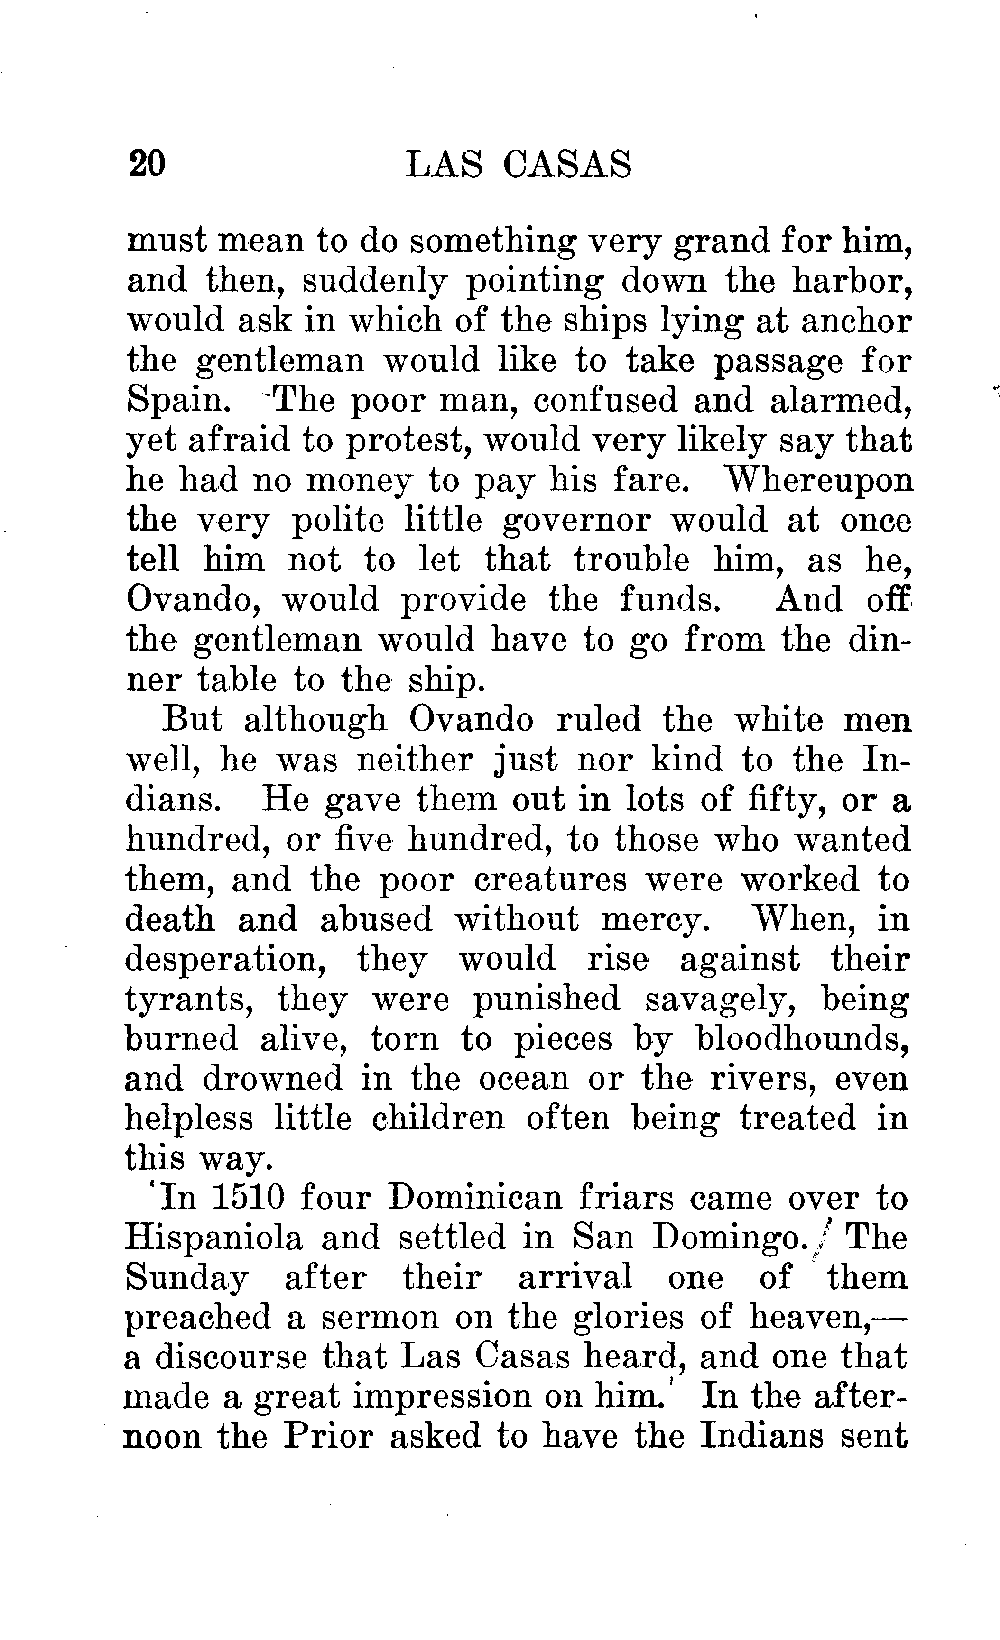 20 LAS CASAS
must mean to do something very grand for him,
and then, suddenly pointing down the harbor,
would ask in which of the ships lying at anchor
the gentleman would like to take passage for
Spain. The poor man, confused and alarmed,
yet afraid to protest, would very likely say that
he had no money to pay his fare. Whereupon
the very polite little governor would at once
tell him not to let that trouble him, as he,
Ovando, would provide the funds. And off
the gentleman would have to go from the din-
ner table to the ship.
But although Ovando ruled the white men
well, he was neither just nor kind to the In-
dians. He gave them out in lots of fifty, or a
hundred, or five hundred, to those who wanted
them, and the poor creatures were worked to
death and abused without mercy. When, in
desperation, they would rise against their
tyrants, they were punished savagely, being
burned alive, torn to pieces by bloodhounds,
and drowned in the ocean or the rivers, even
helpless little children often being treated in
this way.
In 1510 four Dominican friars came over to
Hispaniola and settled in San Domingo. The
Sunday after their arrival one of them
preached a sermon on the glories of heaven,—
a discourse that Las Casas heard, and one that
made a great impression on him. In the after-
noon the Prior asked to have the Indians sent